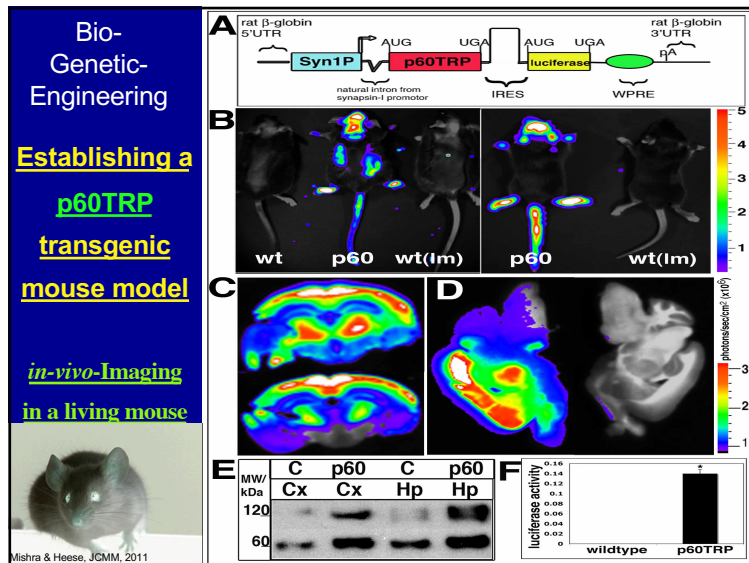 Bio-
Genetic-
Engineering
Establishing a
p60TRP
transgenic
mouse model
in-vivo-Imaging
in a living mouse
Mishra & Heese, JCMM, 2011
A
rat β-globin
5'UTR
rat β-globin
3'UTR
AUG
UGA
AUG
UGA
pA
Syn1P
p60TRP
luciferase
natural intron from
synapsin-I promotor
IRES
WPRE
B
wt
p60
wt(lm)
p60
wt(lm)
5
4
3
2
1
C
D
photons/sec/cm² (x10⁶)
3
2
1
E
C
p60
C
p60
MW/
kDa
Cx
Cx
Hp
Hp
120
60
F
luciferase activity
0.16
0.14
0.12
0.1
0.08
0.06
0.04
0.02
0
*
wildtype
p60TRP